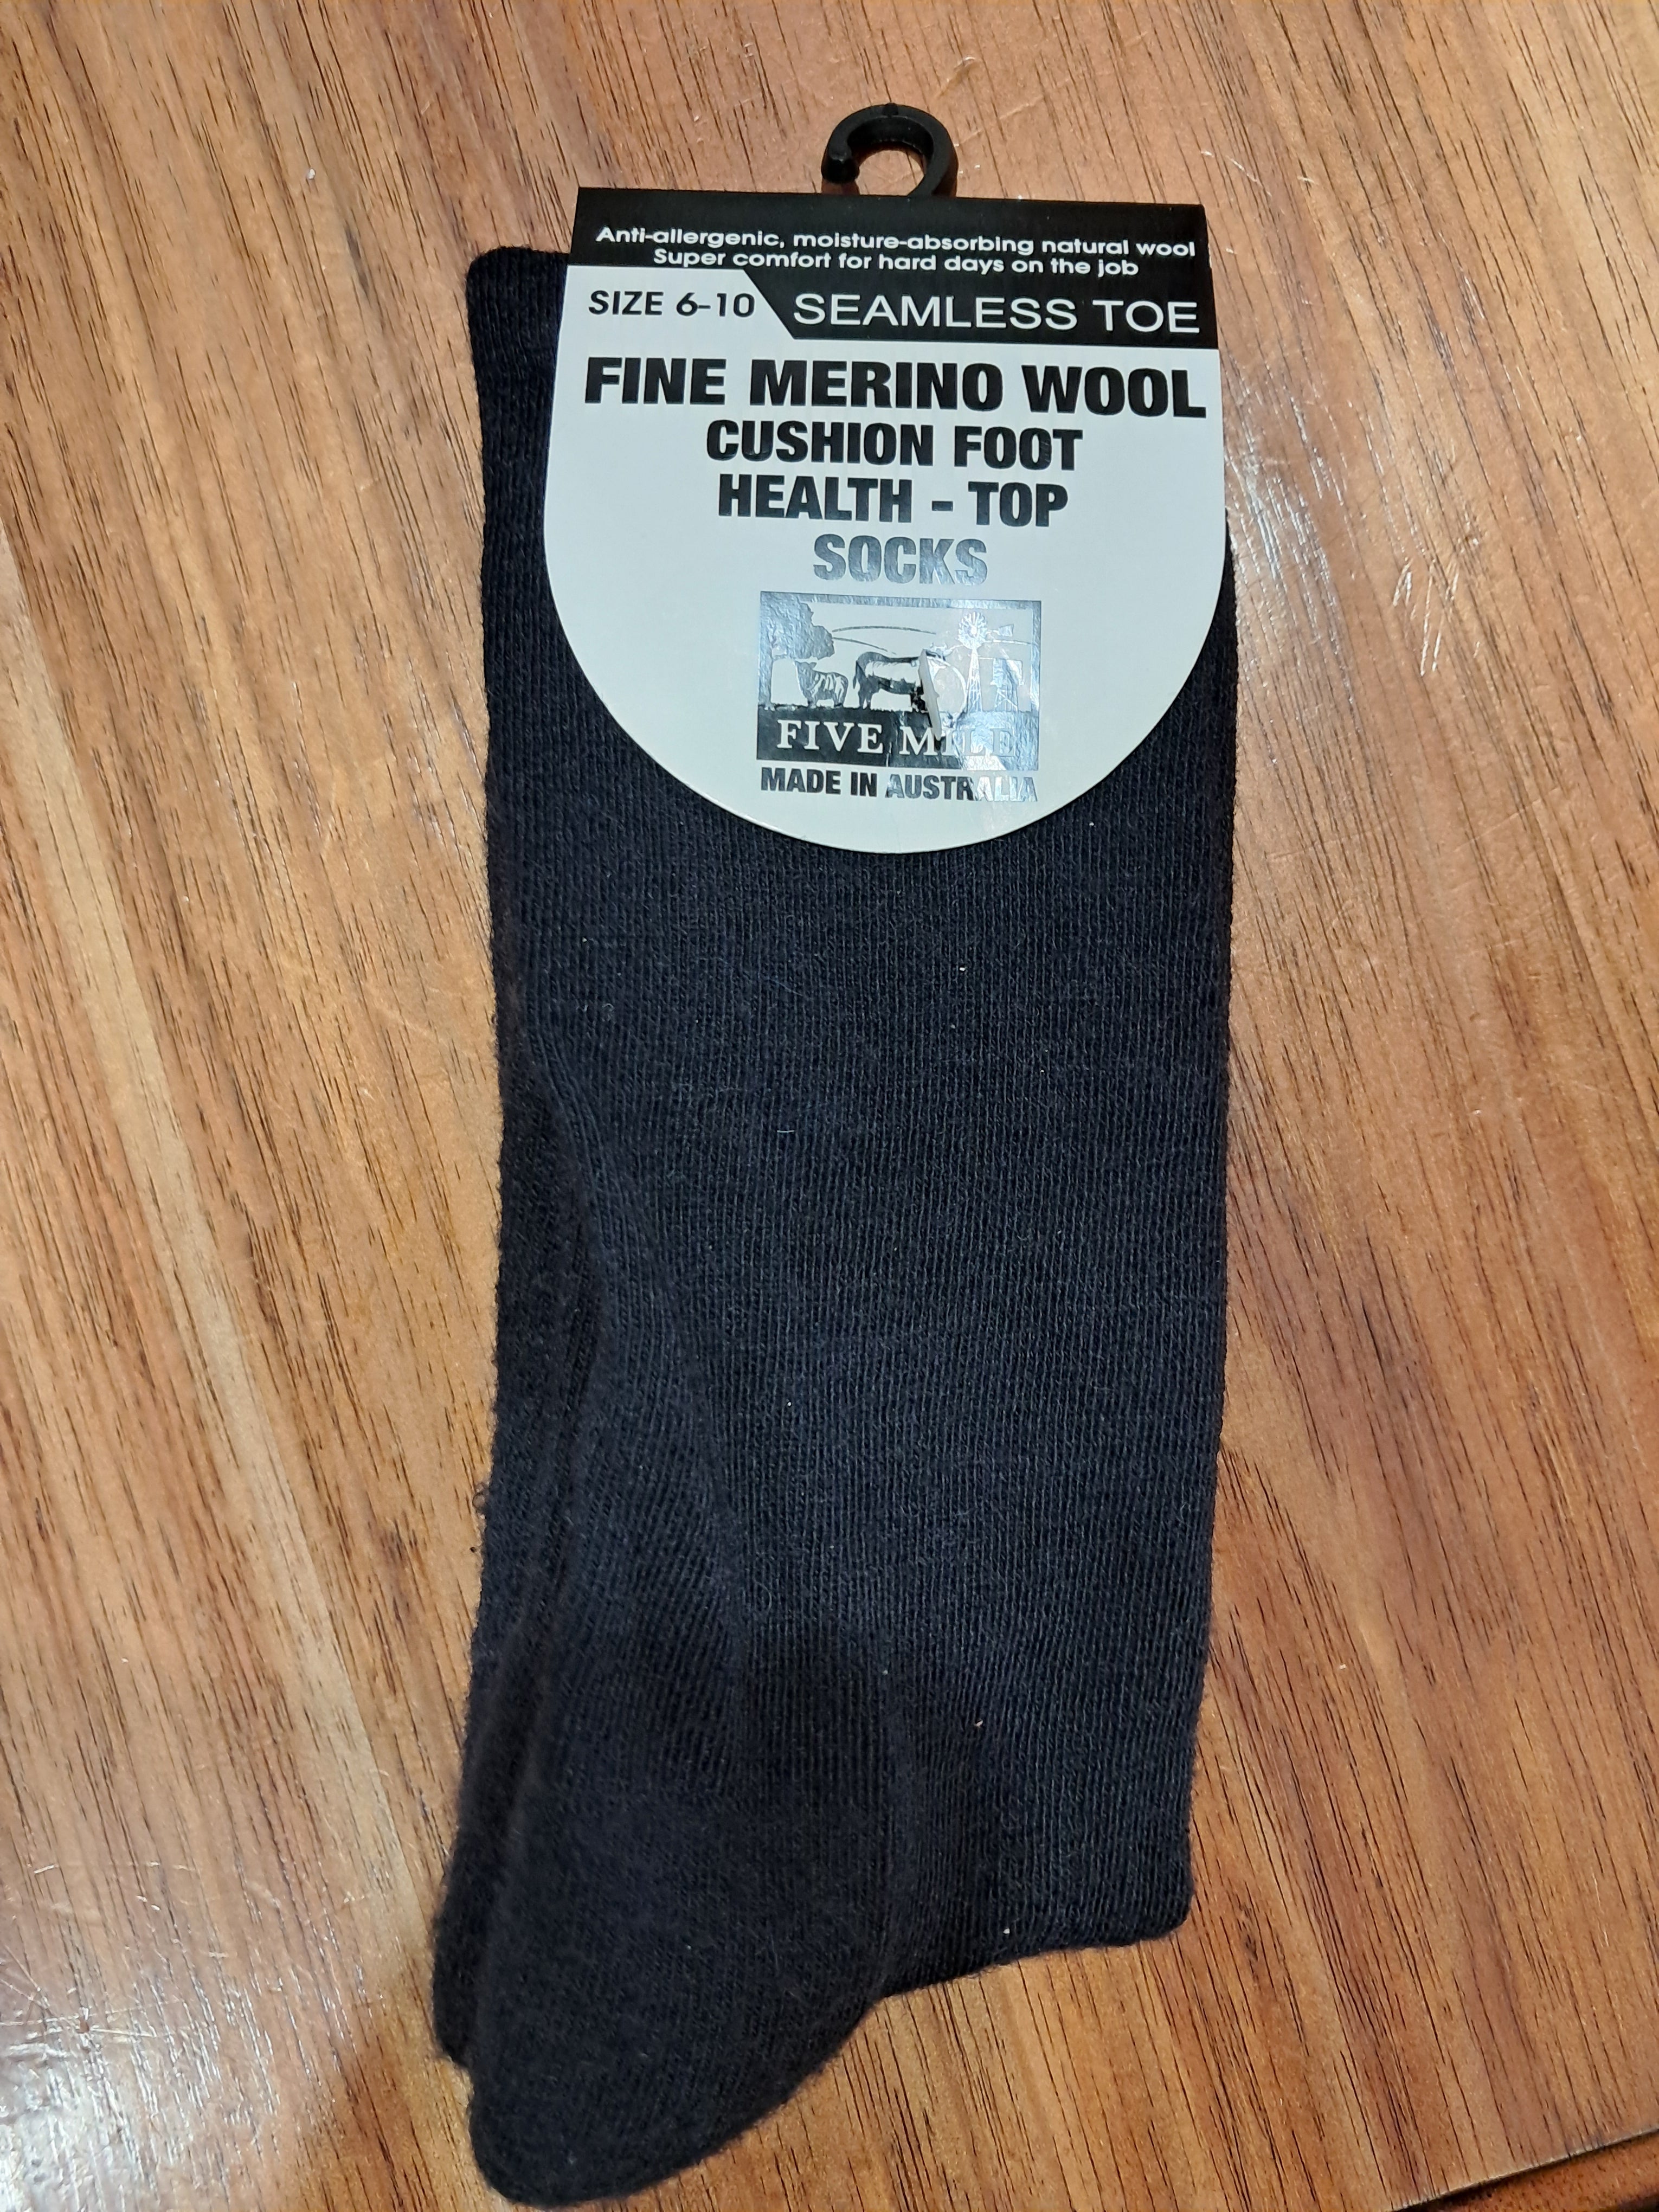 Anti-allergenic, moisture-absorbing natural wool
Super comfort for hard days on the job
SIZE 6-10 SEAMLESS TOE
FINE MERINO WOOL
CUSHION FOOT
HEALTH - TOP
SOCKS
FIVE MILE
MADE IN AUSTRALIA